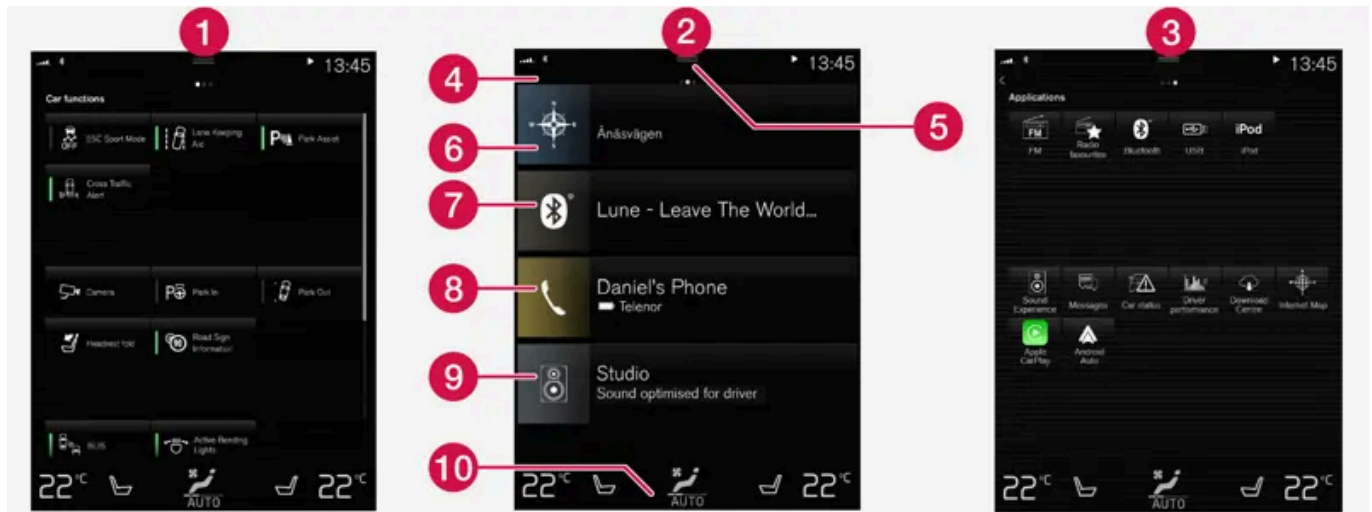 1
2
3
13:45
Car functions
ESC Sport Mode
OFF
Lane Keeping
Aid
Park Assist
Cross Traffic
Alert
Camera
Park In
Park Out
Headrest fold
Road Sign
Information
BLIS
Active Bending
Lights
22°C
AUTO
22°C
4
13:45
5
6
Änäsvägen
7
Lune - Leave The World...
8
Daniel's Phone
Telenor
9
Studio
Sound optimised for driver
10
22°C
AUTO
22°C
13:45
Applications
FM
FM
Radio
favourites
Bluetooth
USB
iPod
iPod
Sound
Experience
Messages
Car status
Driver
performance
Download
Centre
Internet Map
Apple
CarPlay
Android
Auto
22°C
AUTO
22°C